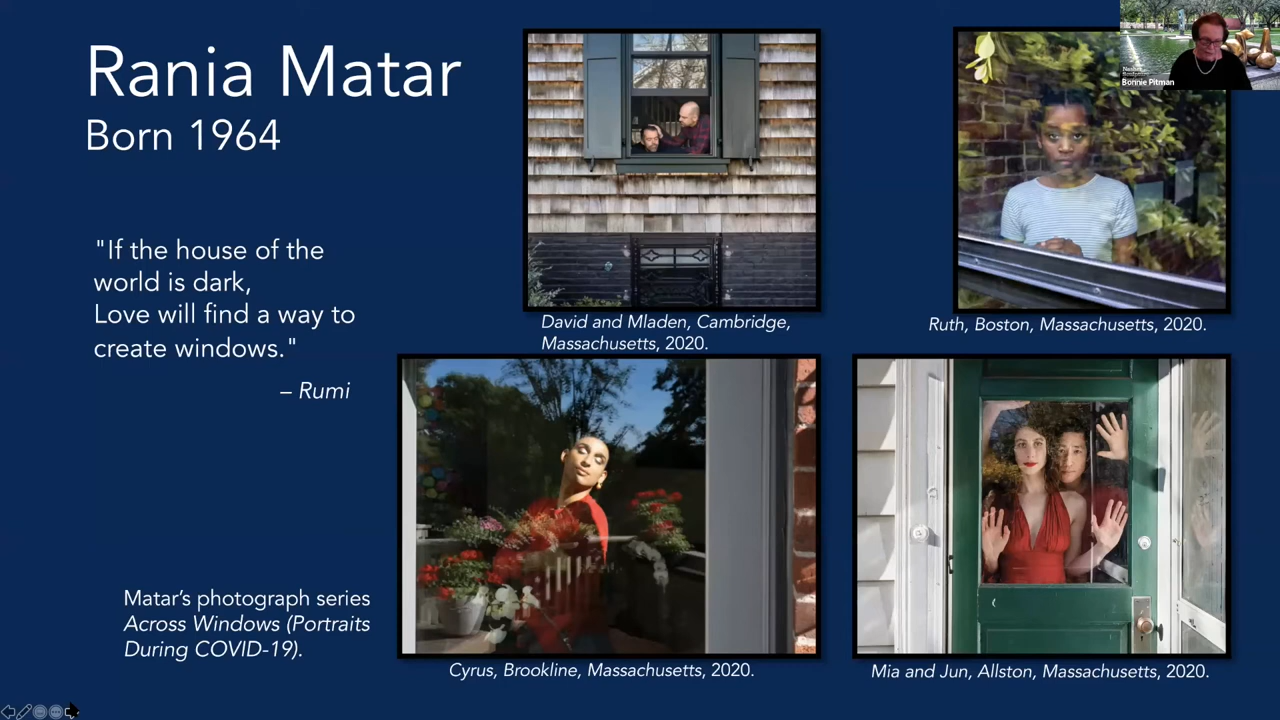 Rania Matar
Born 1964
"If the house of the
world is dark,
Love will find a way to
create windows."
– Rumi
Matar's photograph series
Across Windows (Portraits
During COVID-19).
David and Mladen, Cambridge,
Massachusetts, 2020.
Ruth, Boston, Massachusetts, 2020.
Cyrus, Brookline, Massachusetts, 2020.
Mia and Jun, Allston, Massachusetts, 2020.
Bonnie Pitman